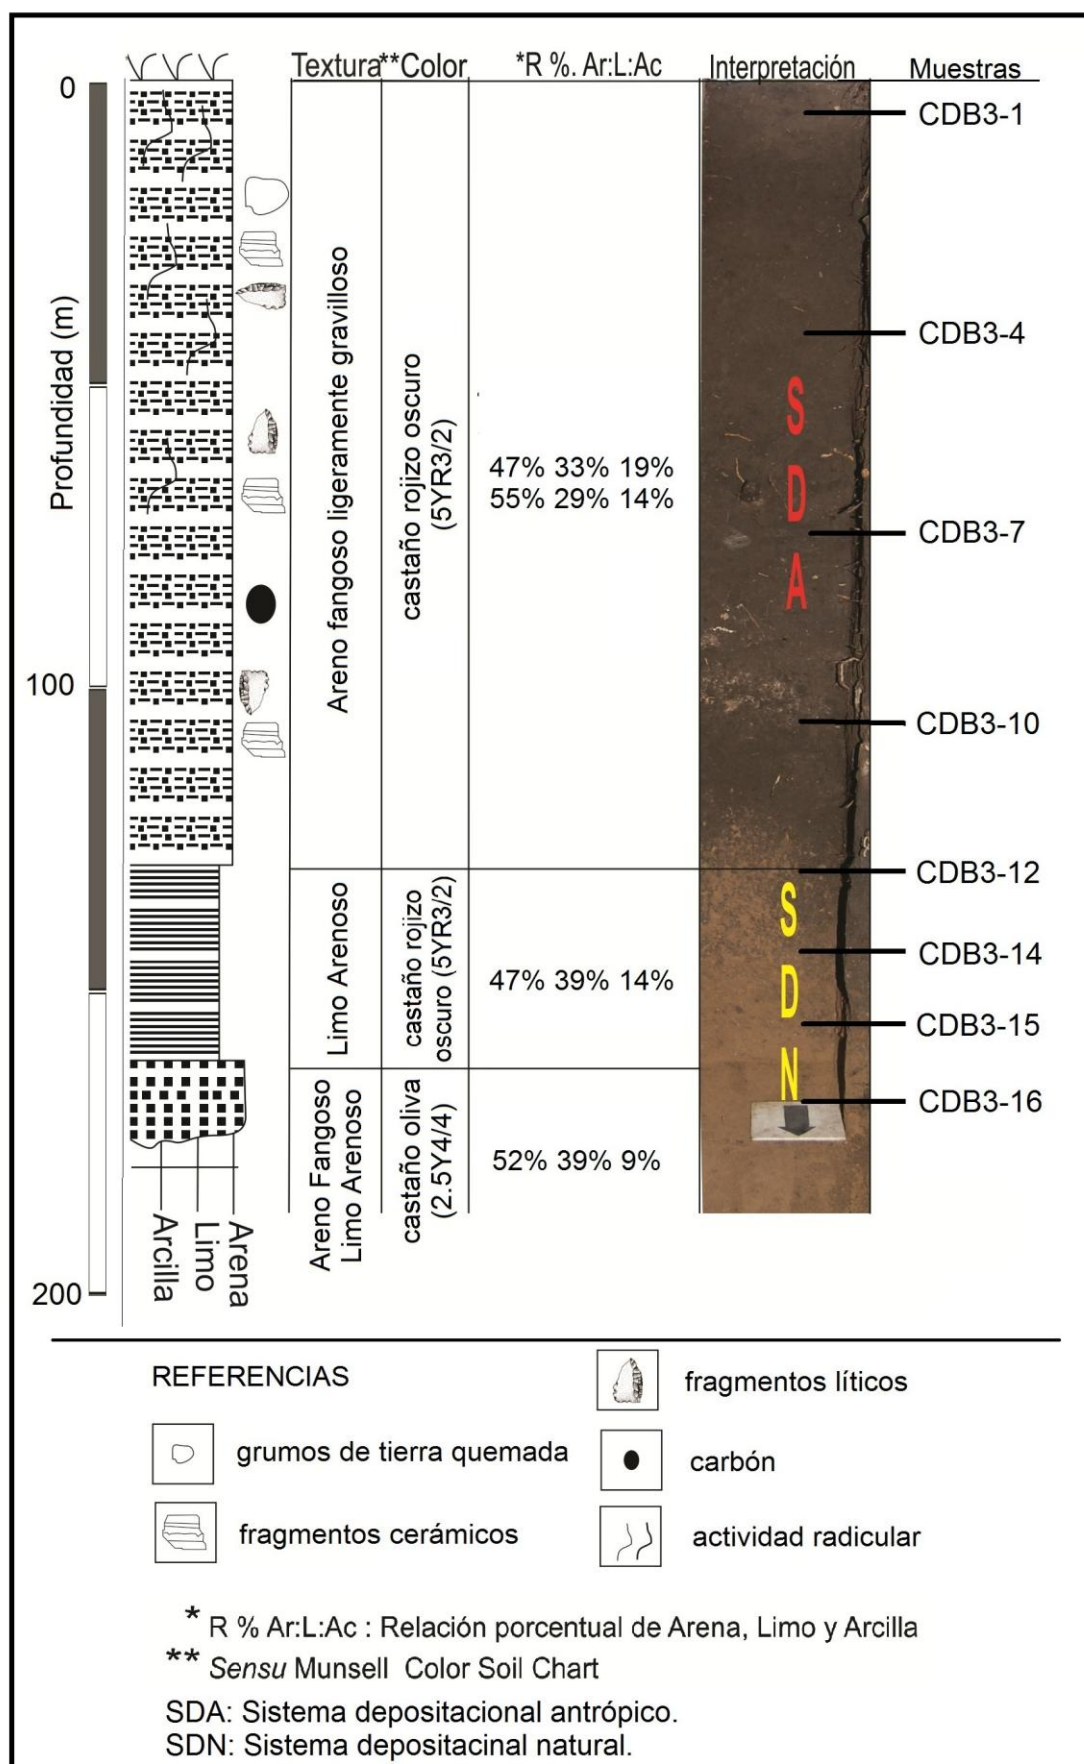 Textura **Color *R %. Ar:L:Ac Interpretación Muestras
0
100
200
Profundidad (m)
Areno fangoso ligeramente gravilloso
castaño rojizo oscuro
(5YR3/2)
47% 33% 19%
55% 29% 14%
S
D
A
CDB3-1
CDB3-4
CDB3-7
CDB3-10
CDB3-12
Limo Arenoso
castaño rojizo
oscuro (5YR3/2)
47% 39% 14%
S
D
N
CDB3-14
CDB3-15
CDB3-16
Areno Fangoso
Limo Arenoso
castaño oliva
(2.5Y4/4)
52% 39% 9%
Arcilla
Limo
Arena
REFERENCIAS
fragmentos líticos
grumos de tierra quemada
carbón
fragmentos cerámicos
actividad radicular
* R % Ar:L:Ac : Relación porcentual de Arena, Limo y Arcilla
** Sensu Munsell Color Soil Chart
SDA: Sistema depositacional antrópico.
SDN: Sistema depositacinal natural.